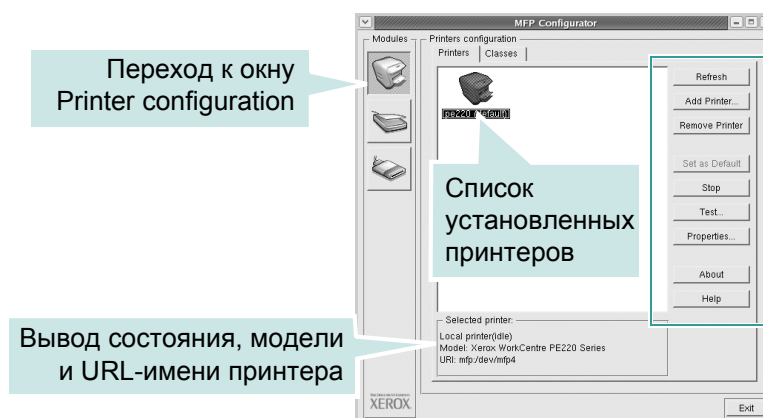 MFP Configurator
Modules
Printers configuration
Printers
Classes
Переход к окну
Printer configuration
Refresh
Add Printer...
Remove Printer
Set as Default
Stop
Test...
Properties...
About
Help
Список
установленных
принтеров
Вывод состояния, модели
и URL-имени принтера
Selected printer:
Local printer(idle)
Model: Xerox WorkCentre PE220 Series
URI: mfp:/dev/mfp4
XEROX
Exit